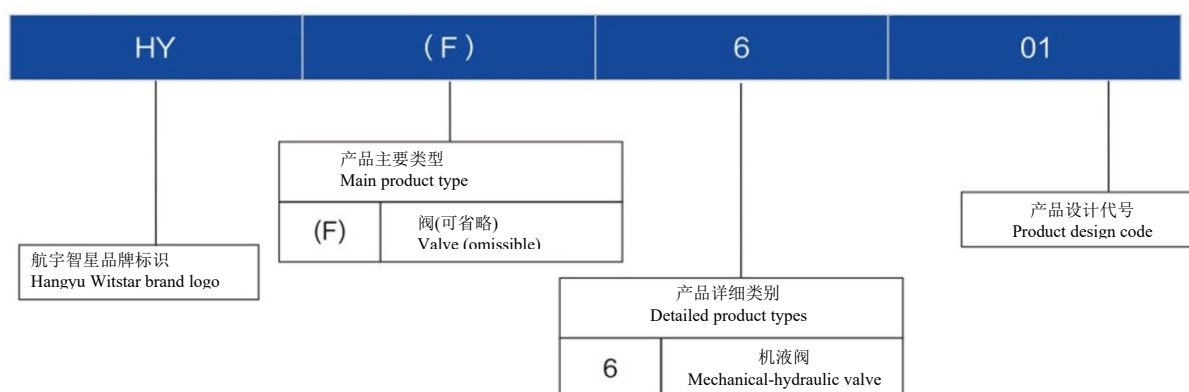 HY
(F)
6
01
产品主要类型
Main product type
(F)
阀(可省略)
Valve (omissible)
产品设计代号
Product design code
航宇智星品牌标识
Hangyu Witstar brand logo
产品详细类别
Detailed product types
6
机液阀
Mechanical-hydraulic valve